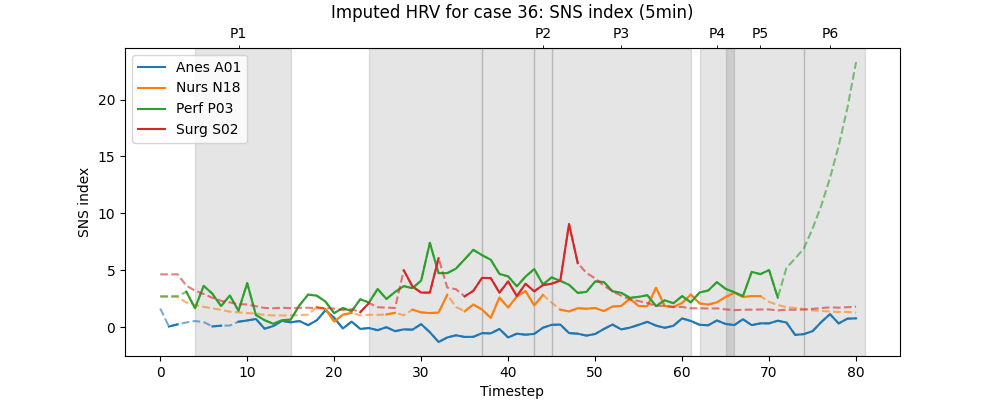 Imputed HRV for case 36: SNS index (5min)
P1 P2 P3 P4 P5 P6
Anes A01
Nurs N18
Perf P03
Surg S02
SNS index
20
15
10
5
0
0 10 20 30 40 50 60 70 80
Timestep